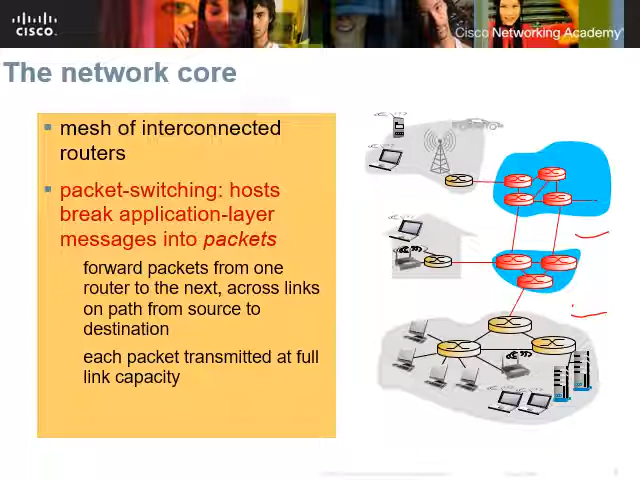 CISCO.
Cisco Networking Academy
The network core
mesh of interconnected
routers
packet-switching: hosts
break application-layer
messages into packets
forward packets from one
router to the next, across links
on path from source to
destination
each packet transmitted at full
link capacity